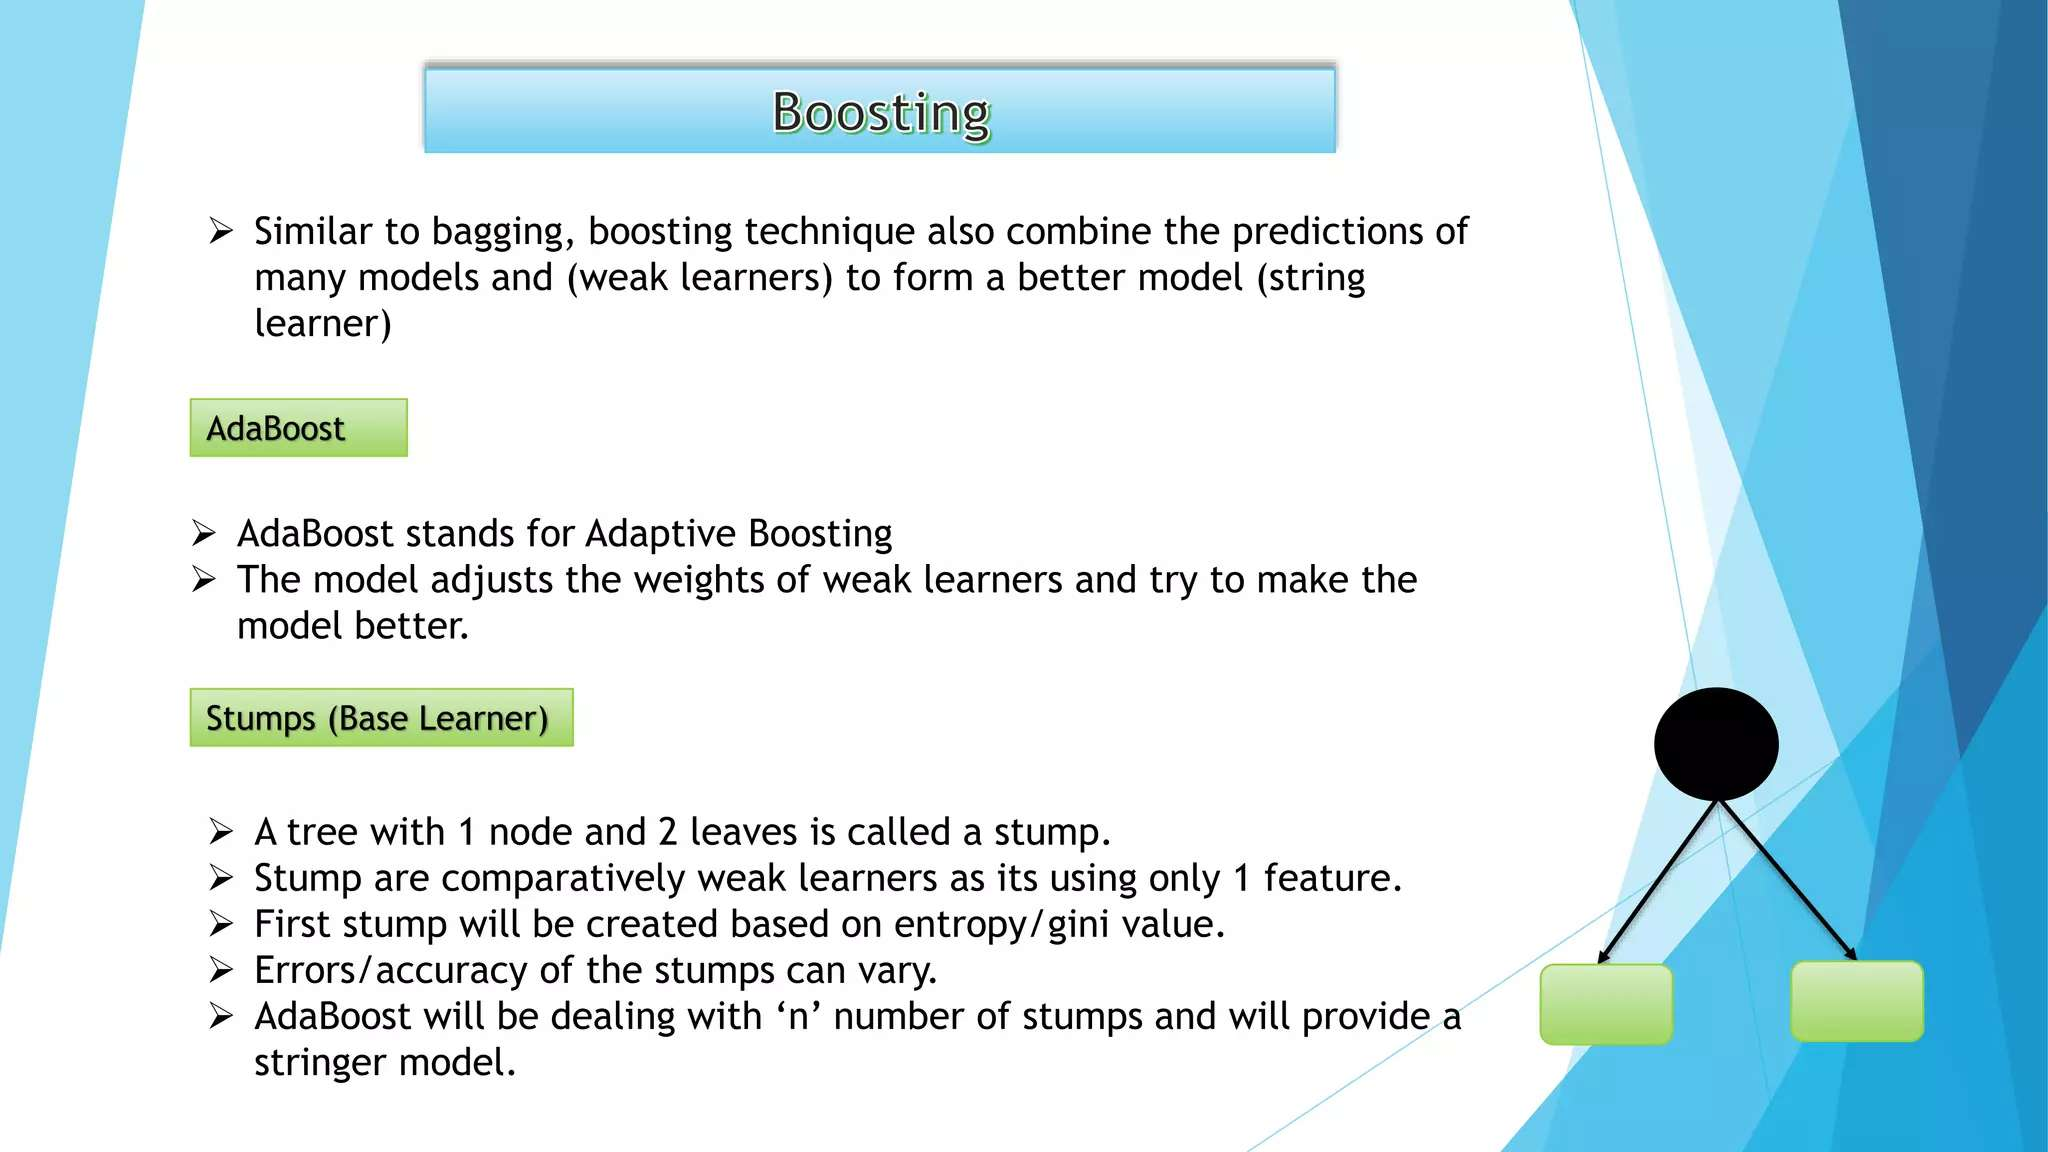 Boosting
➢ Similar to bagging, boosting technique also combine the predictions of
many models and (weak learners) to form a better model (string
learner)
AdaBoost
➢ AdaBoost stands for Adaptive Boosting
➢ The model adjusts the weights of weak learners and try to make the
model better.
Stumps (Base Learner)
➢ A tree with 1 node and 2 leaves is called a stump.
➢ Stump are comparatively weak learners as its using only 1 feature.
➢ First stump will be created based on entropy/gini value.
➢ Errors/accuracy of the stumps can vary.
➢ AdaBoost will be dealing with ‘n’ number of stumps and will provide a
stringer model.